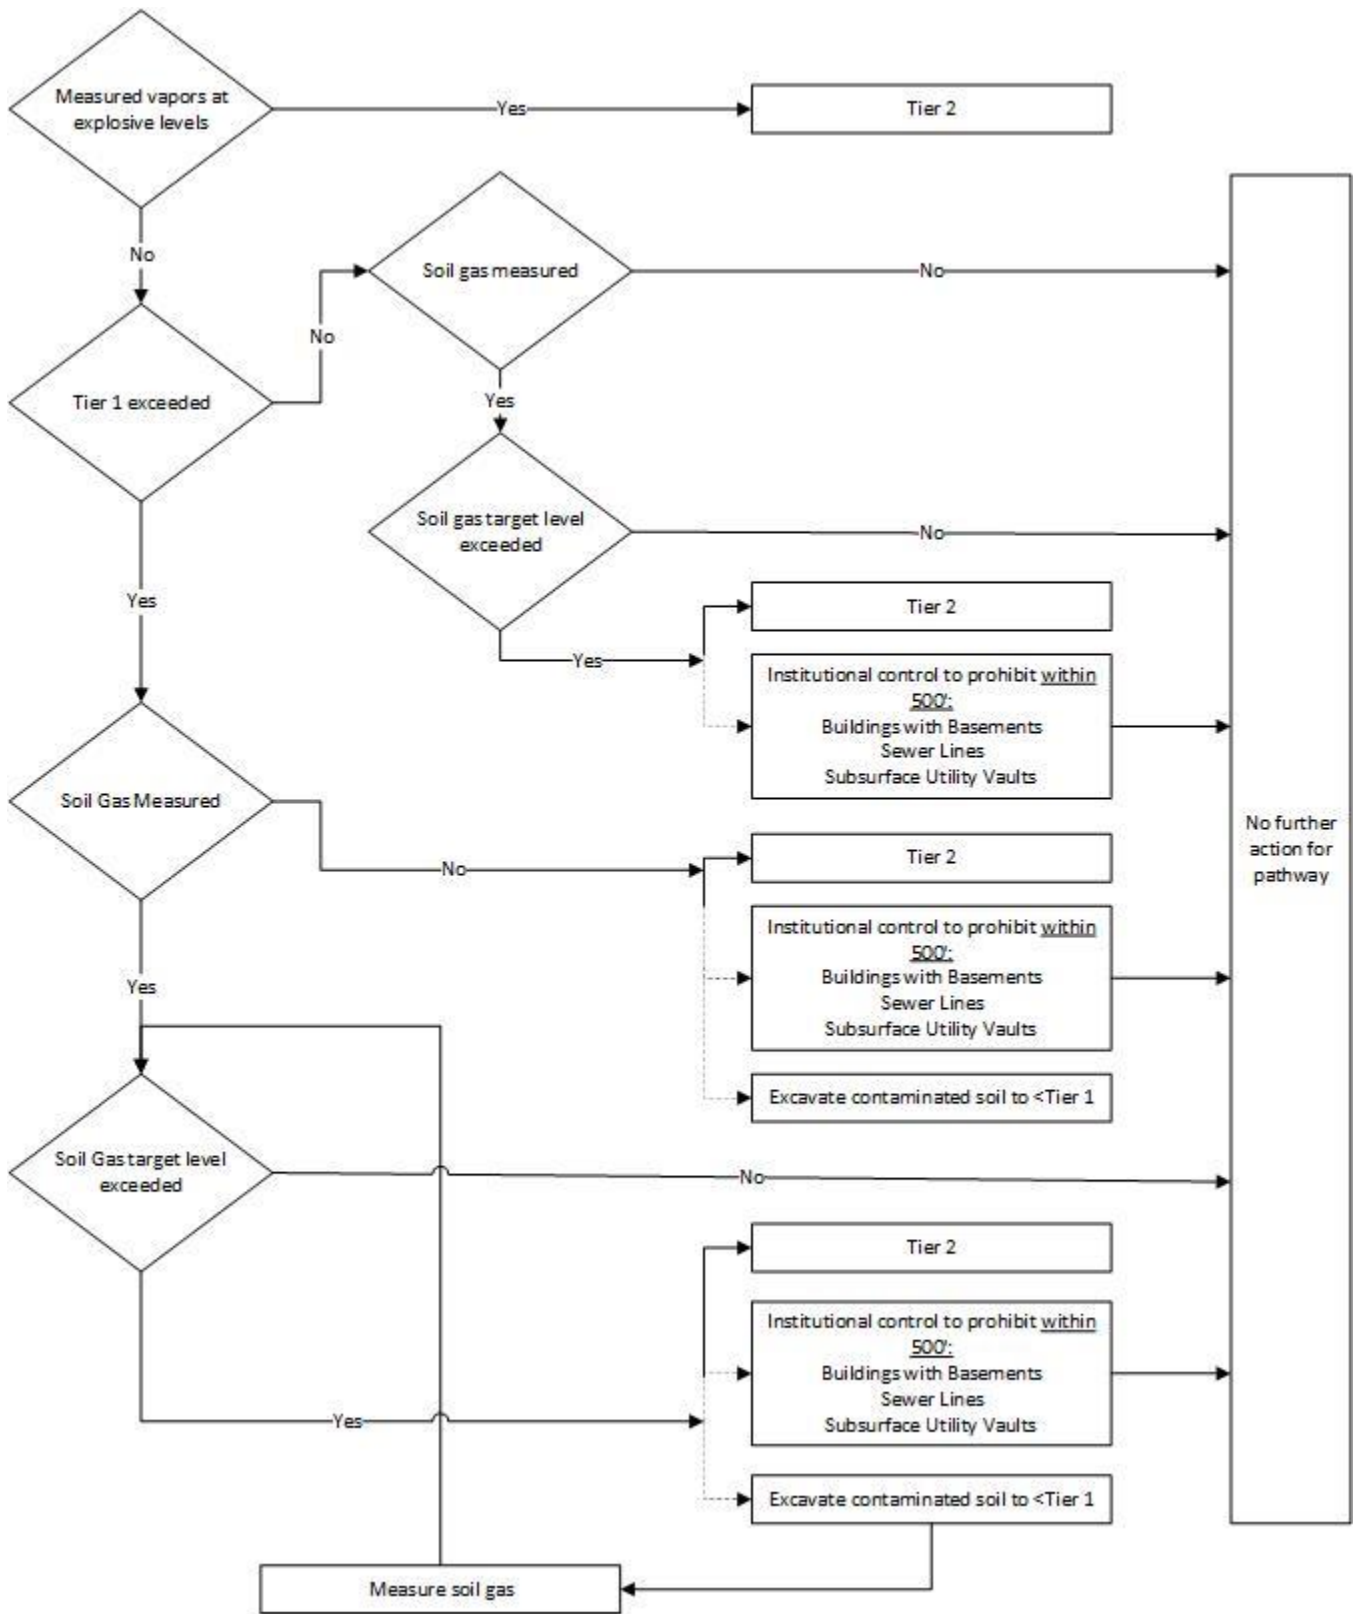 Measured vapors at
explosive levels
Yes
Tier 2
No
Soil gas measured
No
No
Tier 1 exceeded
Yes
Soil gas target level
exceeded
No
Yes
Tier 2
Yes
Institutional control to prohibit within
500':
Buildings with Basements
Sewer Lines
Subsurface Utility Vaults
Soil Gas Measured
No
Tier 2
No further
action for
pathway
Institutional control to prohibit within
500':
Buildings with Basements
Sewer Lines
Subsurface Utility Vaults
Yes
Excavate contaminated soil to <Tier 1
Soil Gas target level
exceeded
No
Tier 2
Institutional control to prohibit within
500':
Buildings with Basements
Sewer Lines
Subsurface Utility Vaults
Yes
Excavate contaminated soil to <Tier 1
Measure soil gas